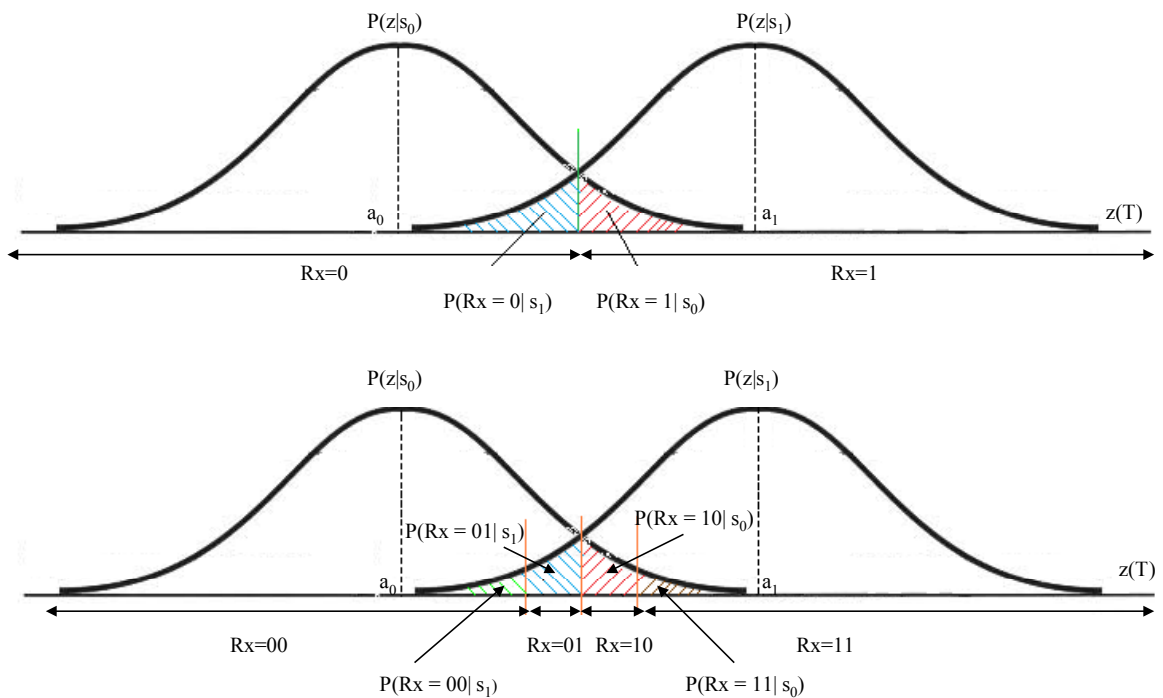 P(z|s₀) P(z|s₁)
a₀ a₁ z(T)
Rx=0 Rx=1
P(Rx = 0| s₁) P(Rx = 1| s₀)
P(z|s₀) P(z|s₁)
P(Rx = 01| s₁) P(Rx = 10| s₀)
a₀ a₁ z(T)
Rx=00 Rx=01 Rx=10 Rx=11
P(Rx = 00| s₁) P(Rx = 11| s₀)